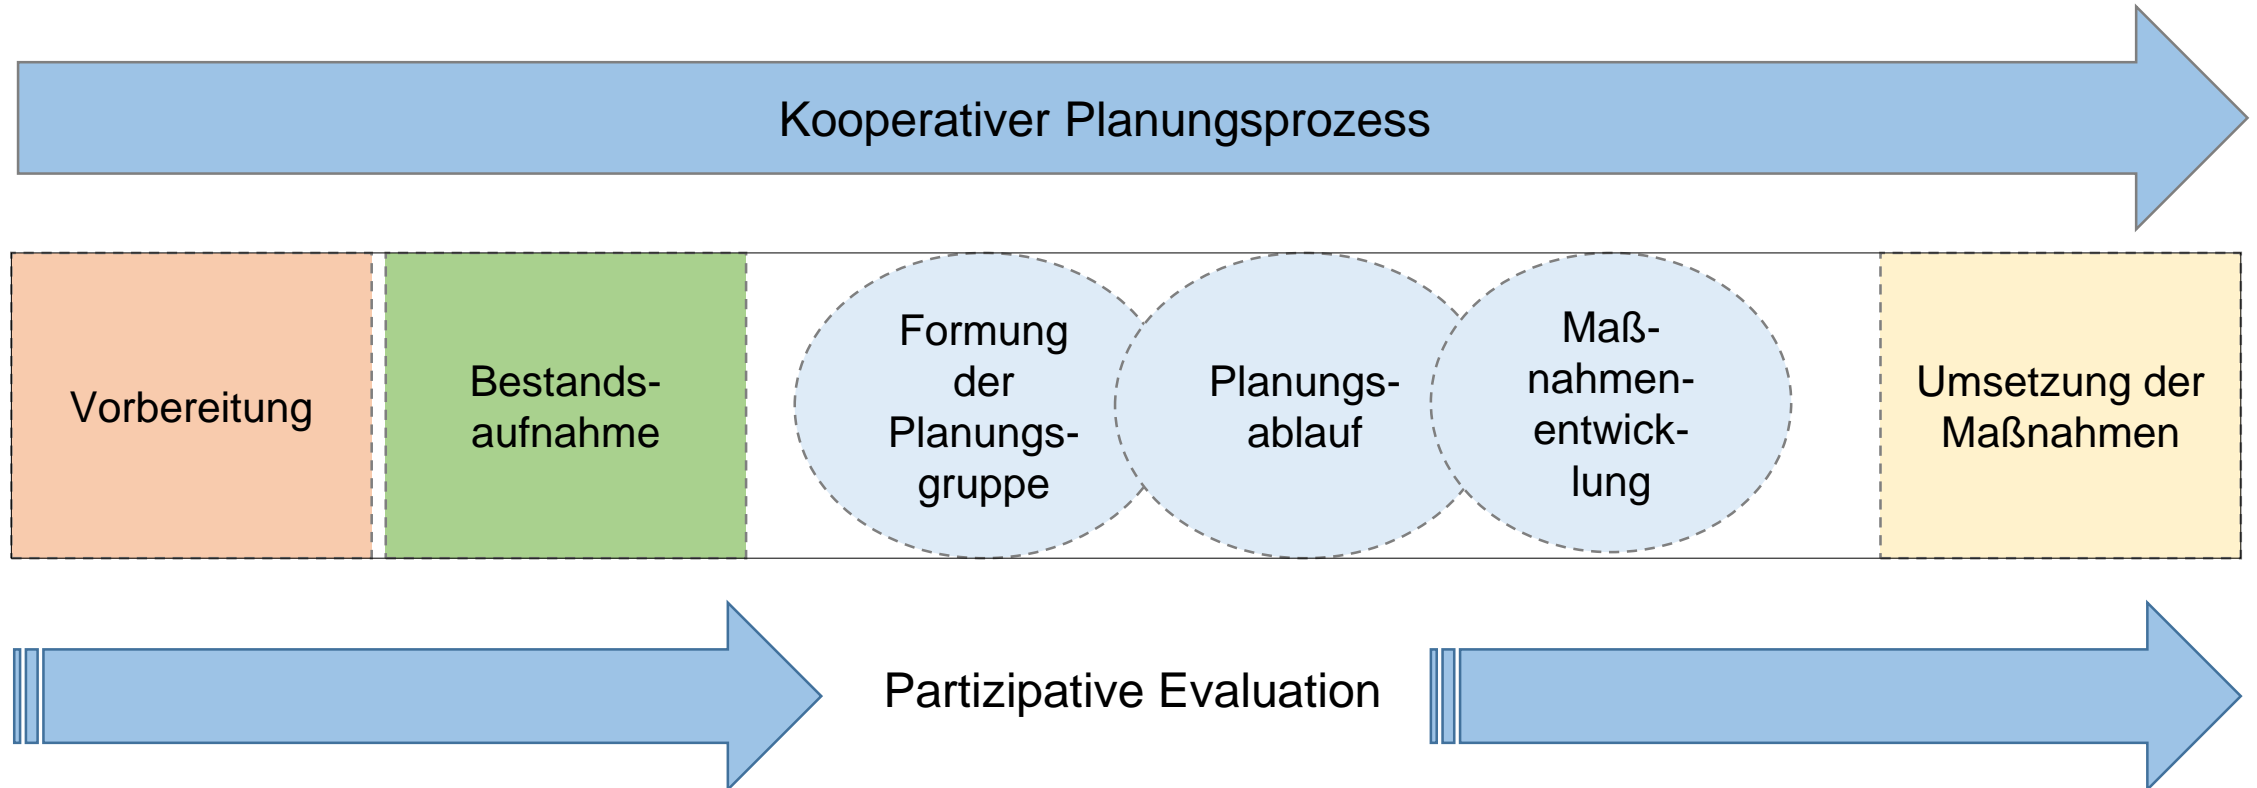 Kooperativer Planungsprozess
Vorbereitung
Bestands-
aufnahme
Formung
der
Planungs-
gruppe
Planungs-
ablauf
Maß-
nahmen-
entwick-
lung
Umsetzung der
Maßnahmen
Partizipative Evaluation